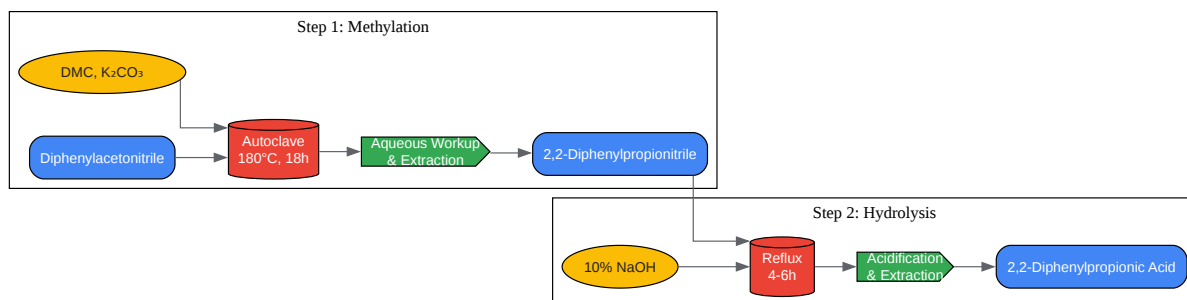 Step 1: Methylation
DMC, K₂CO₃
Diphenylacetonitrile
Autoclave
180°C, 18h
Aqueous Workup
& Extraction
2,2-Diphenylpropionitrile
Step 2: Hydrolysis
10% NaOH
Reflux
4-6h
Acidification
& Extraction
2,2-Diphenylpropionic Acid